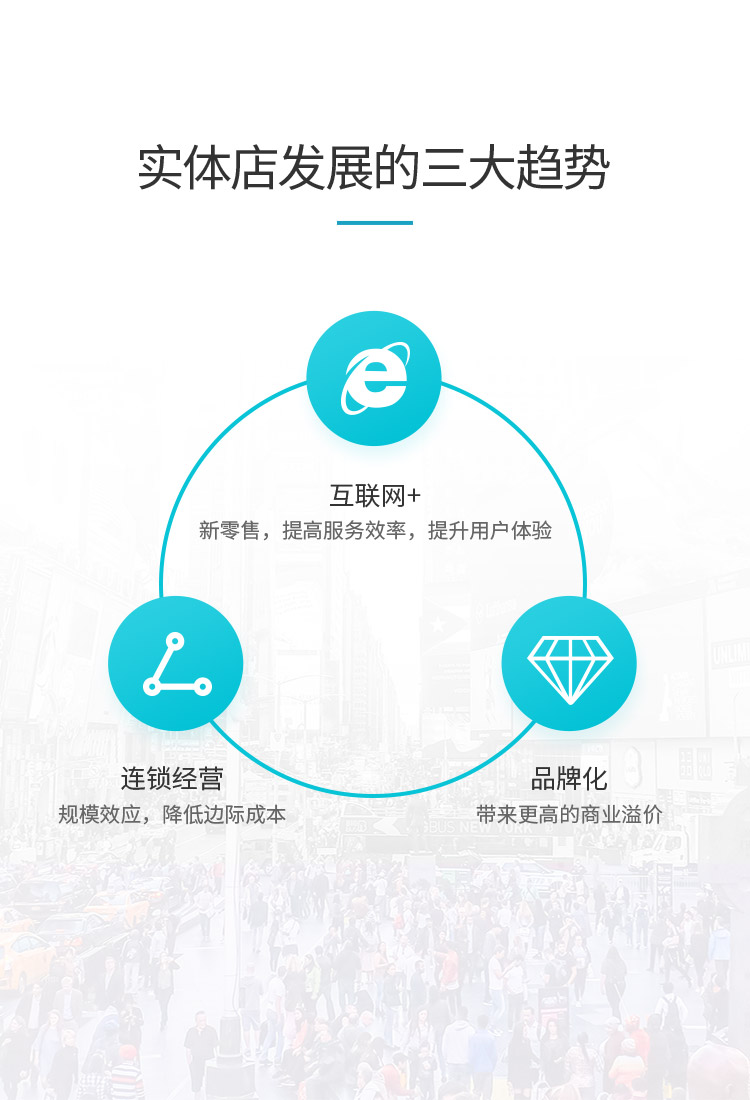 实体店发展的三大趋势
互联网+
新零售，提高服务效率，提升用户体验
连锁经营
规模效应，降低边际成本
品牌化
带来更高的商业溢价